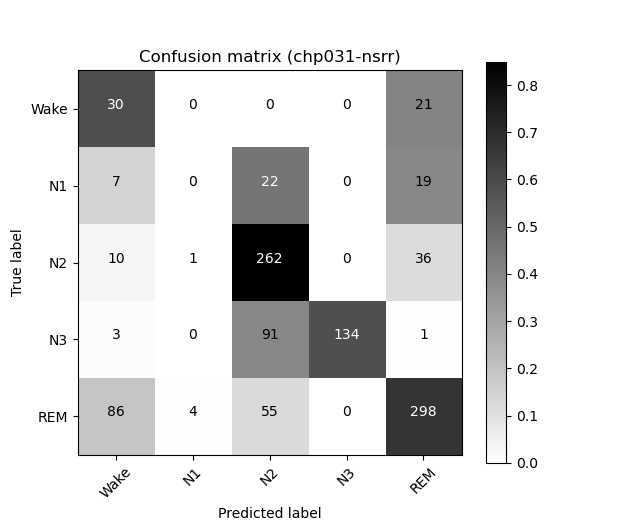 Confusion matrix (chp031-nsrr)
True label
Wake 30 0 0 0 21
N1 7 0 22 0 19
N2 10 1 262 0 36
N3 3 0 91 134 1
REM 86 4 55 0 298
Wake N1 N2 N3 REM
Predicted label
0.8
0.7
0.6
0.5
0.4
0.3
0.2
0.1
0.0